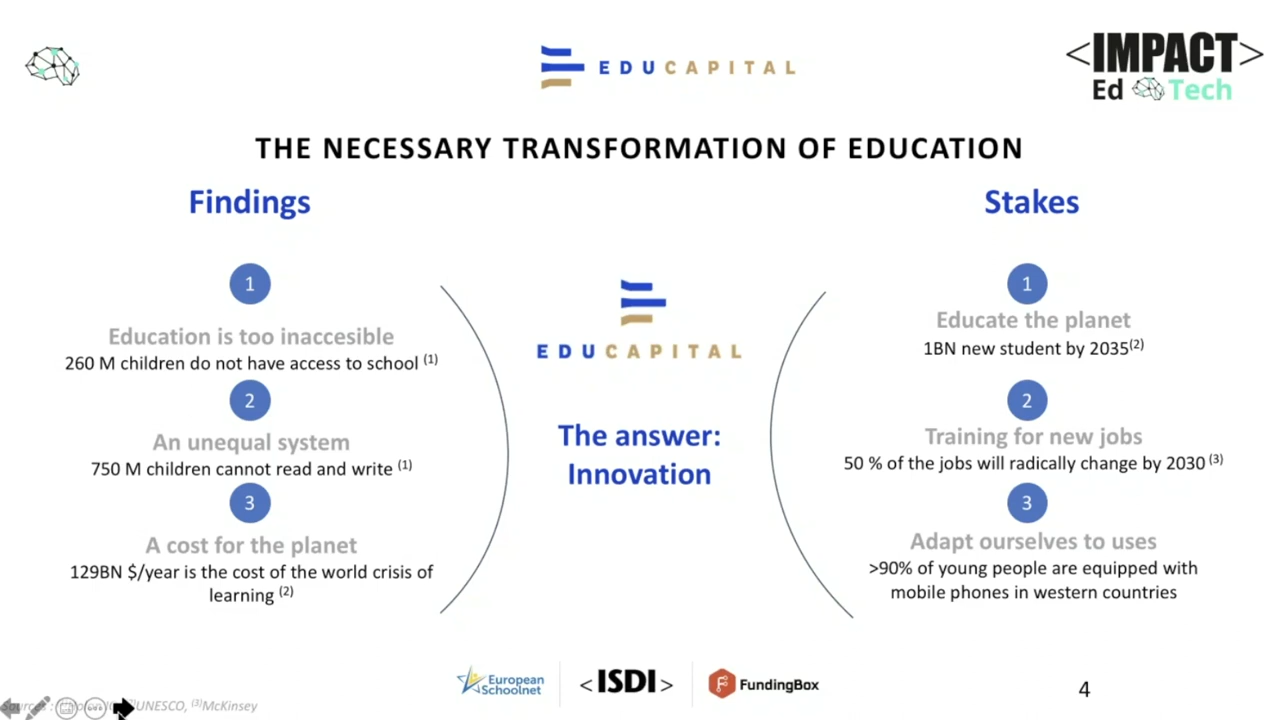 EDUCAPITAL
<IMPACT>
Ed Tech
THE NECESSARY TRANSFORMATION OF EDUCATION
Findings
1
Education is too inaccesible
260 M children do not have access to school (1)
2
An unequal system
750 M children cannot read and write (1)
3
A cost for the planet
129BN $/year is the cost of the world crisis of
learning (2)
EDUCAPITAL
The answer:
Innovation
Stakes
1
Educate the planet
1BN new student by 2035(2)
2
Training for new jobs
50 % of the jobs will radically change by 2030 (3)
3
Adapt ourselves to uses
>90% of young people are equipped with
mobile phones in western countries
European
Schoolnet
<ISDI>
FundingBox
4
Sources : UNESCO, (3)McKinsey